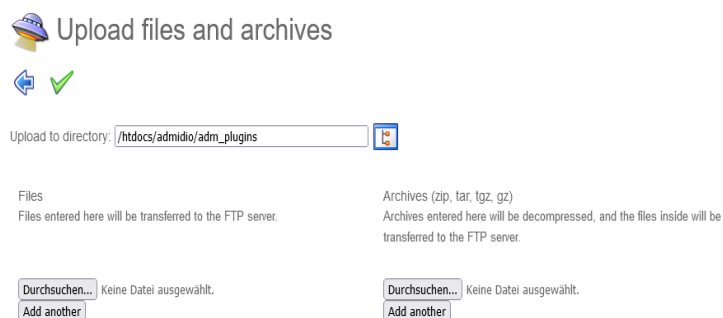 Upload files and archives
Upload to directory: /htdocs/admidio/adm_plugins
Files
Files entered here will be transferred to the FTP server.
Durchsuchen... Keine Datei ausgewählt.
Add another
Archives (zip, tar, tgz, gz)
Archives entered here will be decompressed, and the files inside will be
transferred to the FTP server.
Durchsuchen... Keine Datei ausgewählt.
Add another